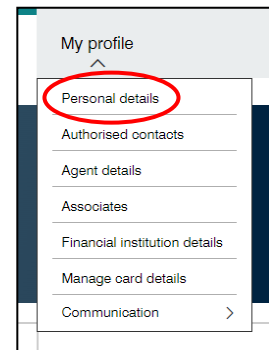 My profile
Personal details
Authorised contacts
Agent details
Associates
Financial institution details
Manage card details
Communication